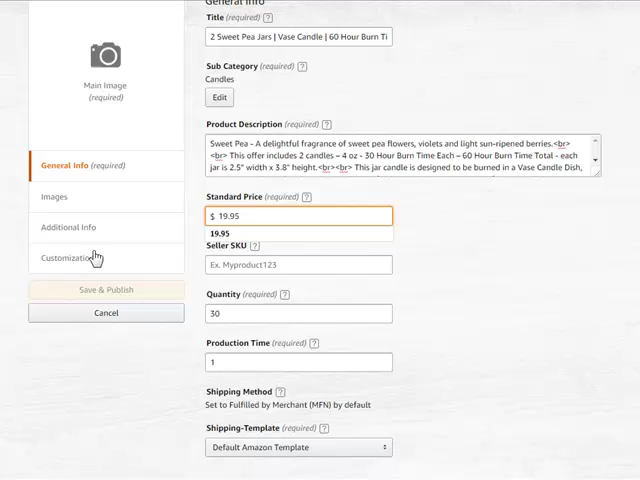 General Info
Title (required) ?
2 Sweet Pea Jars | Vase Candle | 60 Hour Burn Ti
Sub Category (required) ?
Candles
Edit
Main Image
(required)
Product Description (required) ?
Sweet Pea - A delightful fragrance of sweet pea flowers, violets and light sun-ripened berries.<br>
<br> This offer includes 2 candles – 4 oz - 30 Hour Burn Time Each – 60 Hour Burn Time Total - each
jar is 2.5" width x 3.8" height.<br><br> This jar candle is designed to be burned in a Vase Candle Dish,
General Info (required)
Images
Additional Info
Customization
Save & Publish
Cancel
Standard Price (required) ?
$ 19.95
19.95
Seller SKU ?
Ex. Myproduct123
Quantity (required) ?
30
Production Time (required) ?
1
Shipping Method ?
Set to Fulfilled by Merchant (MFN) by default
Shipping-Template (required) ?
Default Amazon Template